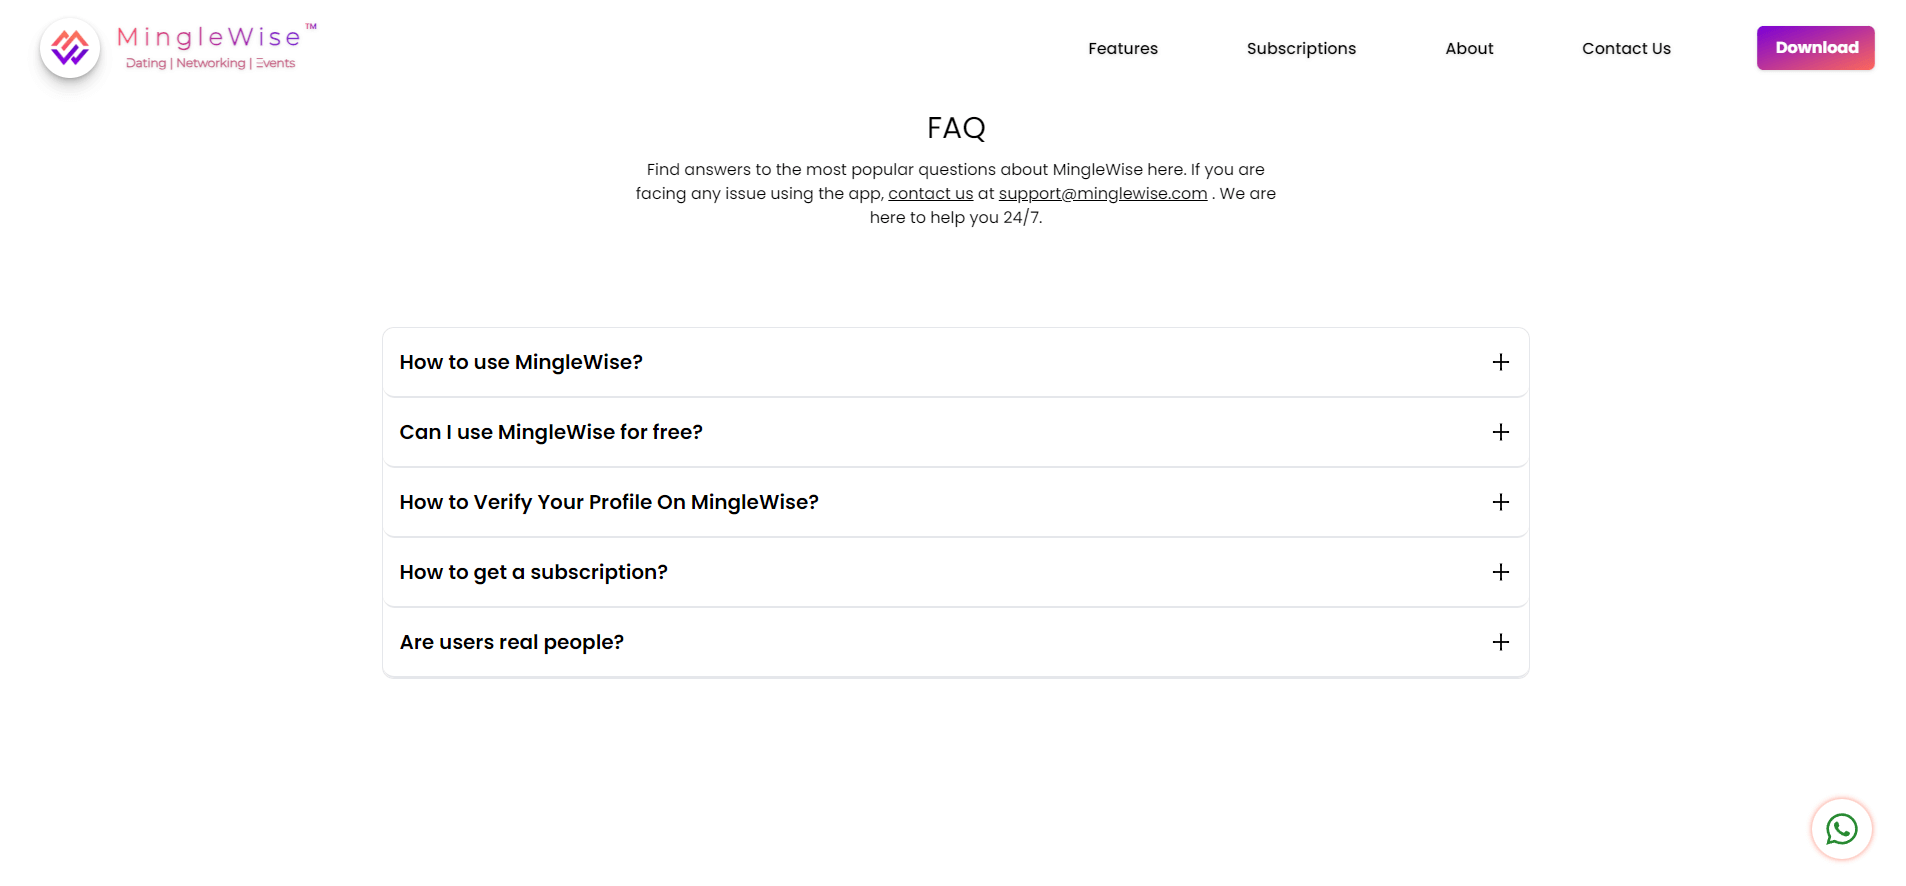 MingleWise™
Dating | Networking | Events
Features
Subscriptions
About
Contact Us
Download
FAQ
Find answers to the most popular questions about MingleWise here. If you are
facing any issue using the app, contact us at support@minglewise.com . We are
here to help you 24/7.
How to use MingleWise?
Can I use MingleWise for free?
How to Verify Your Profile On MingleWise?
How to get a subscription?
Are users real people?